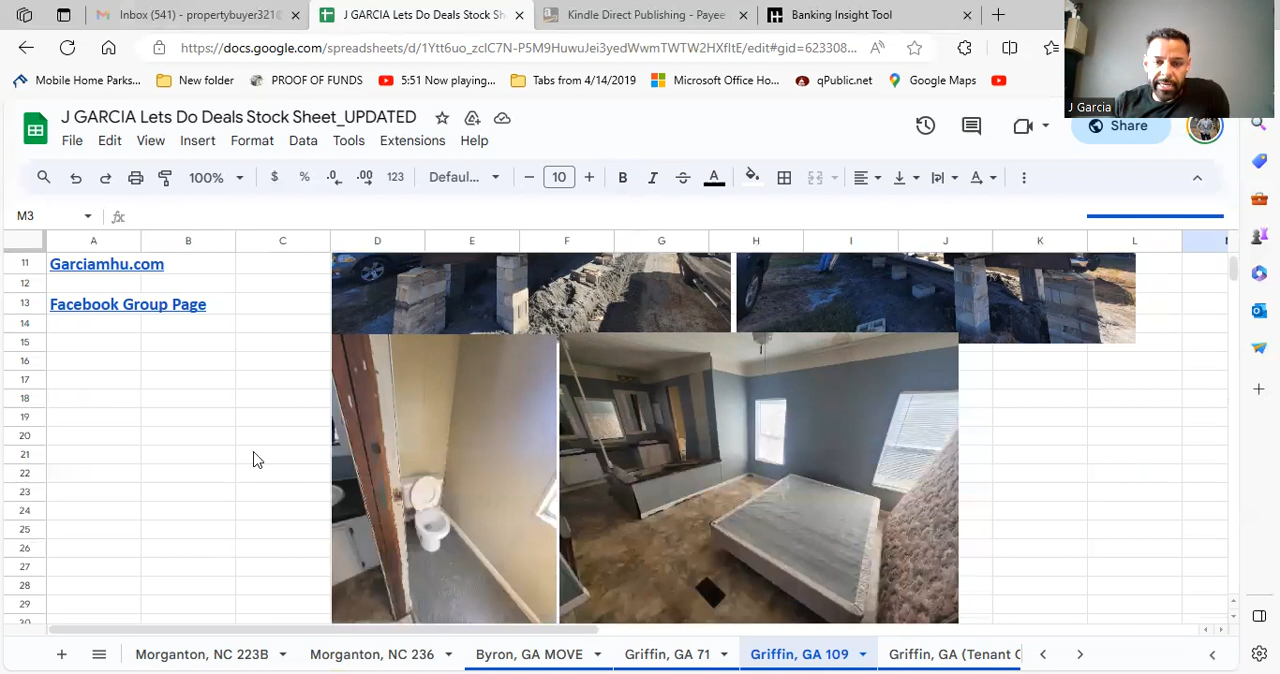 Inbox (541) - propertybuyer321@
J GARCIA Lets Do Deals Stock Sh
Kindle Direct Publishing - Payee
Banking Insight Tool
https://docs.google.com/spreadsheets/d/1Ytt6xo_zclC7N-P5M9HuwuJei3yedWwmTWTW2HXfItE/edit#gid=623308...
Mobile Home Parks...
New folder
PROOF OF FUNDS
5:51 Now playing...
Tabs from 4/14/2019
Microsoft Office Ho...
qPublic.net
Google Maps
J Garcia
J GARCIA Lets Do Deals Stock Sheet_UPDATED
Share
File Edit View Insert Format Data Tools Extensions Help
100% $ % .0 .00 123 Defaul... − 10 + B I A
M3 fx
A B C D E F G H I J K L
11 Garciamhu.com
12
13 Facebook Group Page
14
15
16
17
18
19
20
21
22
23
24
25
26
27
28
29
30
Morganton, NC 223B
Morganton, NC 236
Byron, GA MOVE
Griffin, GA 71
Griffin, GA 109
Griffin, GA (Tenant